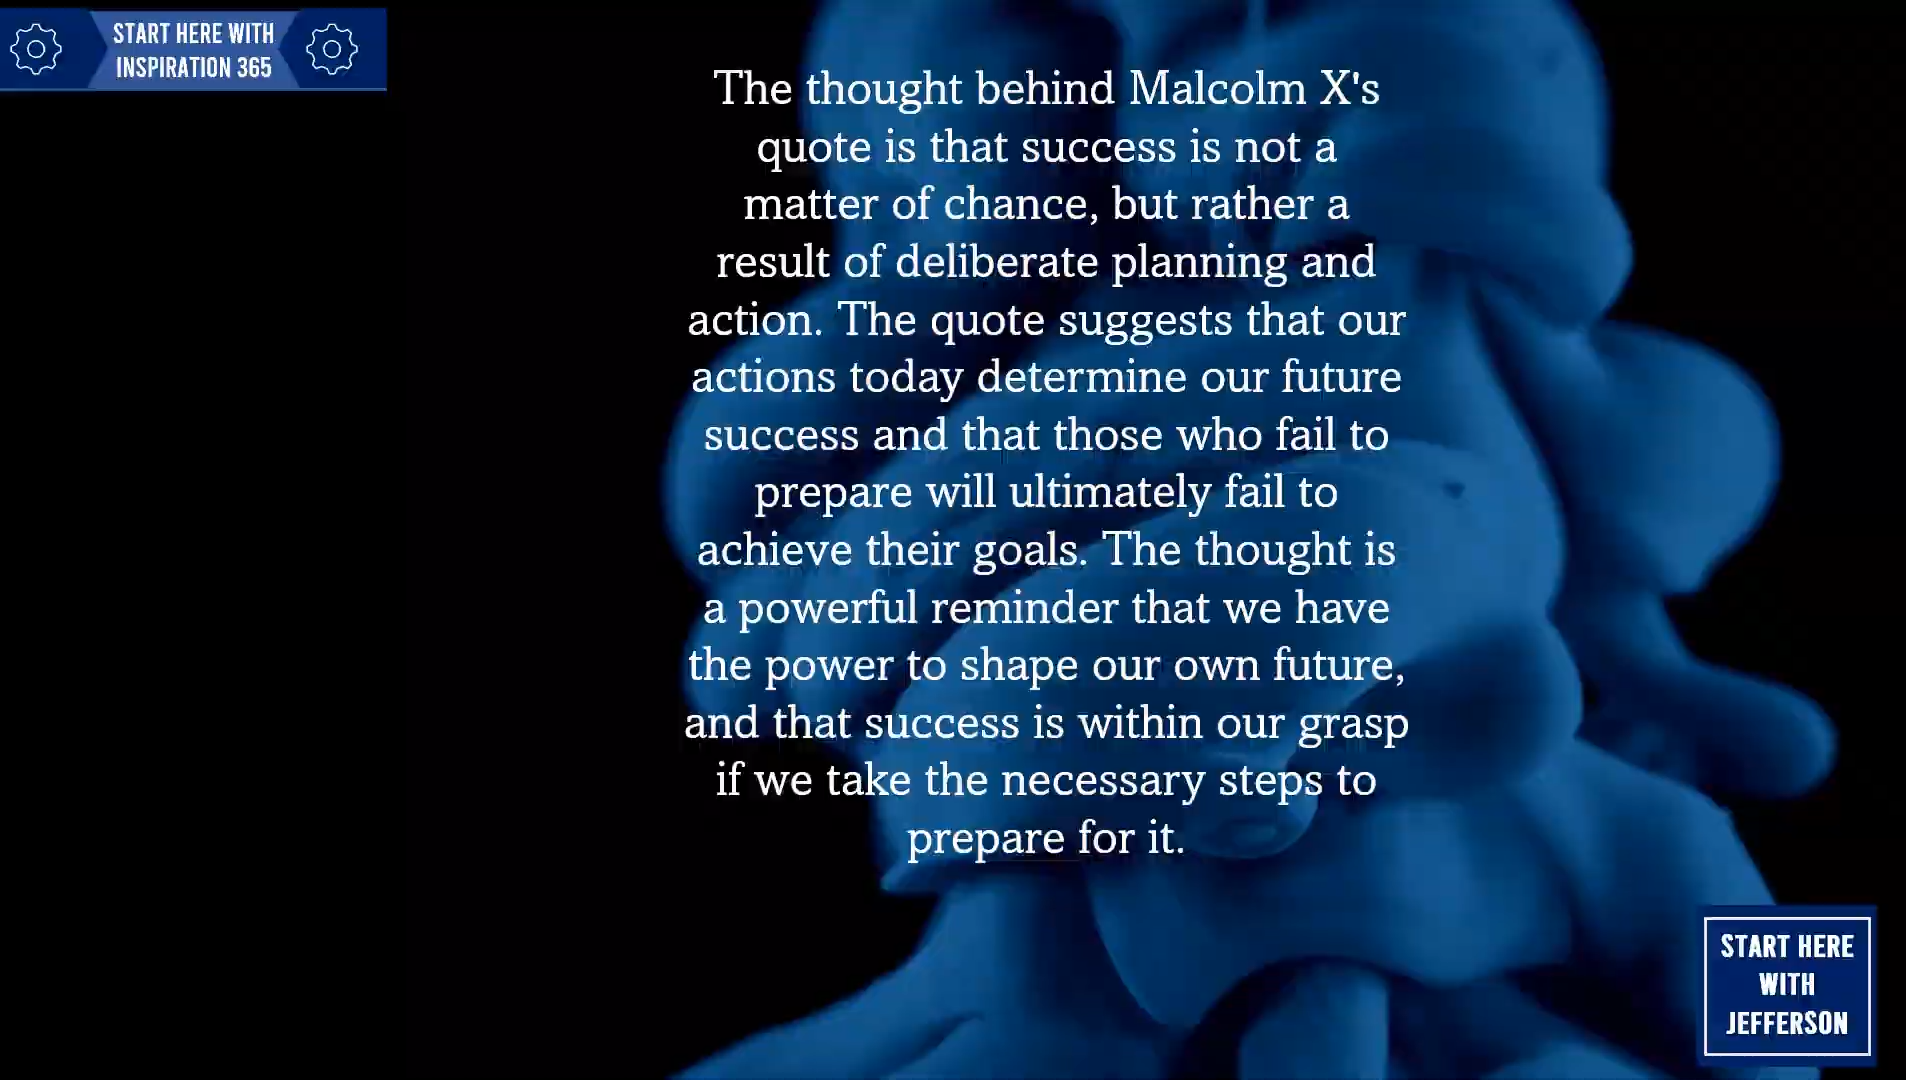 START HERE WITH
INSPIRATION 365
The thought behind Malcolm X's
quote is that success is not a
matter of chance, but rather a
result of deliberate planning and
action. The quote suggests that our
actions today determine our future
success and that those who fail to
prepare will ultimately fail to
achieve their goals. The thought is
a powerful reminder that we have
the power to shape our own future,
and that success is within our grasp
if we take the necessary steps to
prepare for it.
START HERE
WITH
JEFFERSON